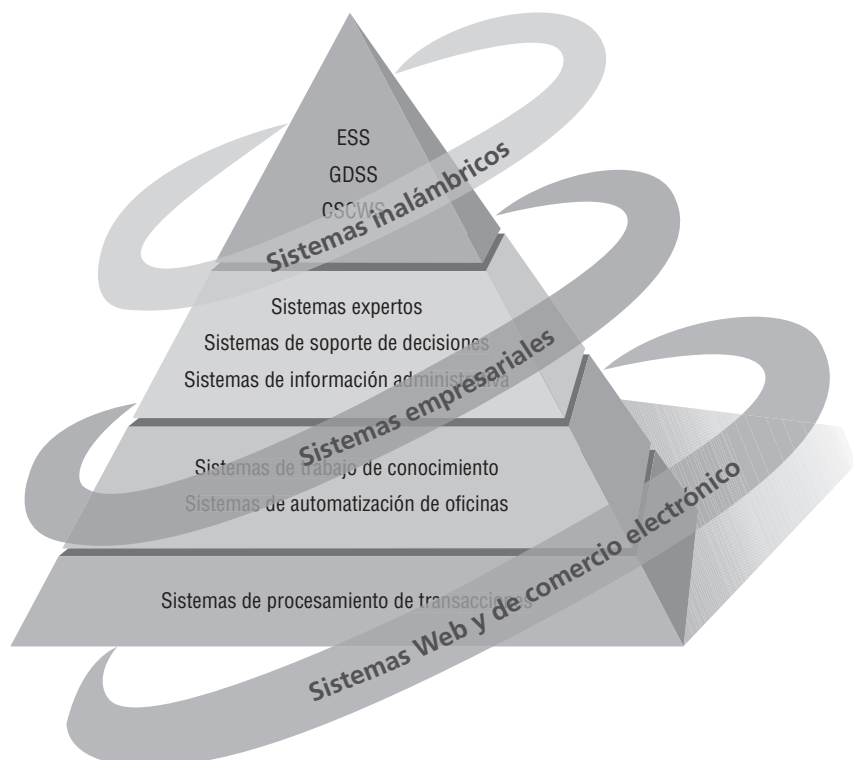 ESS
GDSS
CSCWS
Sistemas inalámbricos
Sistemas expertos
Sistemas de soporte de decisiones
Sistemas de información administrativa
Sistemas empresariales
Sistemas de trabajo de conocimiento
Sistemas de automatización de oficinas
Sistemas de procesamiento de transacciones
Sistemas Web y de comercio electrónico